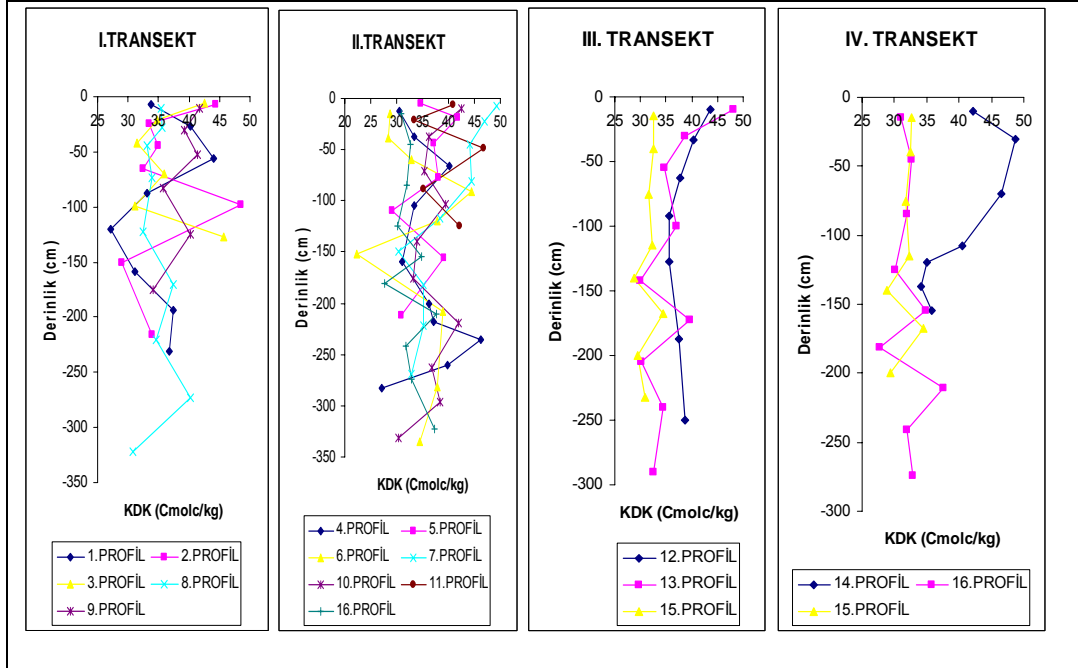 I.TRANSEKT
25 30 35 40 45 50
0
-50
-100
-150
-200
-250
-300
-350
Derinlik (cm)
KDK (Cmolc/kg)
1.PROFİL
2.PROFİL
3.PROFİL
8.PROFİL
9.PROFİL
II.TRANSEKT
20 25 30 35 40 45 50
0
-50
-100
-150
-200
-250
-300
-350
Derinlik (cm)
KDK (Cmolc/kg)
4.PROFİL
5.PROFİL
6.PROFİL
7.PROFİL
10.PROFİL
11.PROFİL
16.PROFİL
III. TRANSEKT
25 30 35 40 45 50
0
-50
-100
-150
-200
-250
-300
Derinlik (cm)
KDK (Cmolc/kg)
12.PROFİL
13.PROFİL
15.PROFİL
IV. TRANSEKT
25 30 35 40 45 50
0
-50
-100
-150
-200
-250
-300
Derinlik (cm)
KDK (Cmolc/kg)
14.PROFİL
16.PROFİL
15.PROFİL